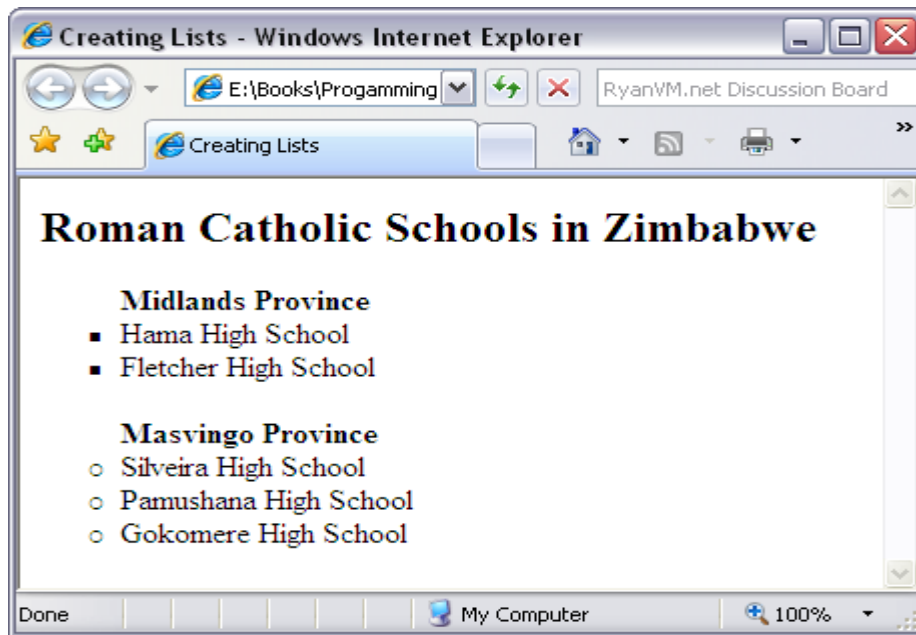 Creating Lists - Windows Internet Explorer
E:\Books\Progamming
RyanVM.net Discussion Board
Creating Lists
Roman Catholic Schools in Zimbabwe
Midlands Province
Hama High School
Fletcher High School
Masvingo Province
Silveira High School
Pamushana High School
Gokomere High School
Done
My Computer
100%